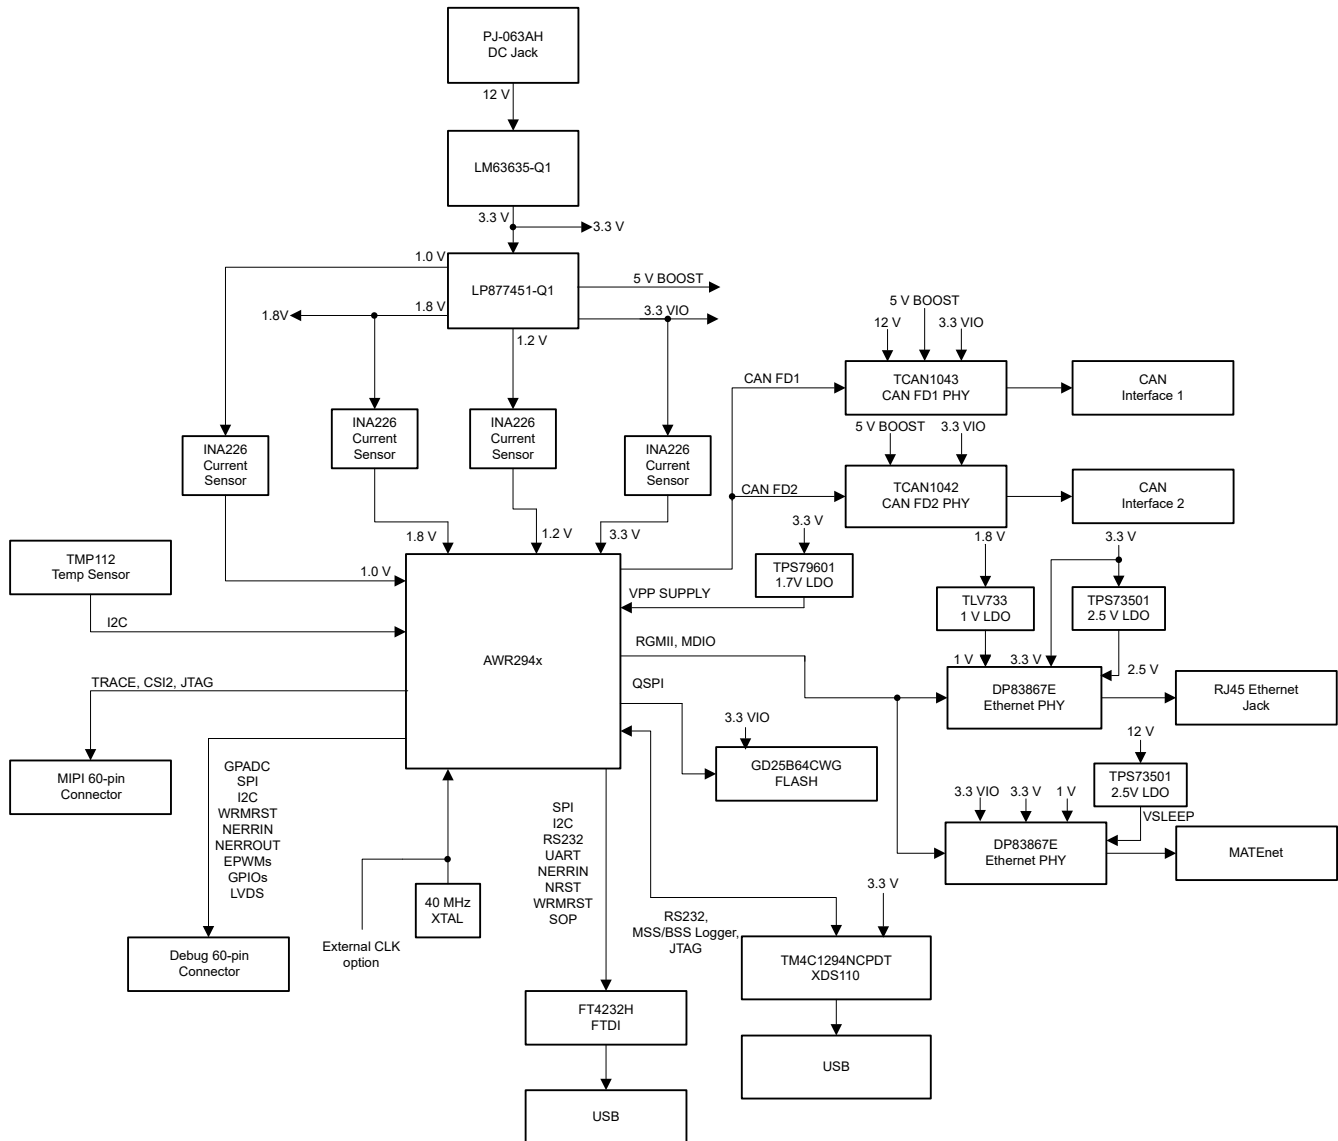 PJ-063AH
DC Jack
12 V
LM63635-Q1
3.3 V
3.3 V
1.0 V
LP877451-Q1
5 V BOOST
1.8 V
1.8V
3.3 VIO
1.2 V
5 V BOOST
12 V
3.3 VIO
CAN FD1
TCAN1043
CAN FD1 PHY
CAN
Interface 1
INA226
Current
Sensor
INA226
Current
Sensor
INA226
Current
Sensor
INA226
Current
Sensor
5 V BOOST
3.3 VIO
CAN FD2
TCAN1042
CAN FD2 PHY
CAN
Interface 2
1.8 V
1.2 V
3.3 V
3.3 V
1.8 V
3.3 V
TMP112
Temp Sensor
1.0 V
TPS79601
1.7V LDO
VPP SUPPLY
TLV733
1 V LDO
TPS73501
2.5 V LDO
I2C
RGMII, MDIO
AWR294x
1 V
3.3 V
2.5 V
TRACE, CSI2, JTAG
QSPI
DP83867E
Ethernet PHY
RJ45 Ethernet
Jack
3.3 VIO
12 V
MIPI 60-pin
Connector
GD25B64CWG
FLASH
TPS73501
2.5V LDO
GPADC
SPI
I2C
WRMRST
NERRIN
NERROUT
EPWMs
GPIOs
LVDS
3.3 VIO
3.3 V
1 V
VSLEEP
SPI
I2C
RS232
UART
NERRIN
NRST
WRMRST
SOP
DP83867E
Ethernet PHY
MATEnet
40 MHz
XTAL
3.3 V
External CLK
option
RS232,
MSS/BSS Logger,
JTAG
Debug 60-pin
Connector
TM4C1294NCPDT
XDS110
FT4232H
FTDI
USB
USB